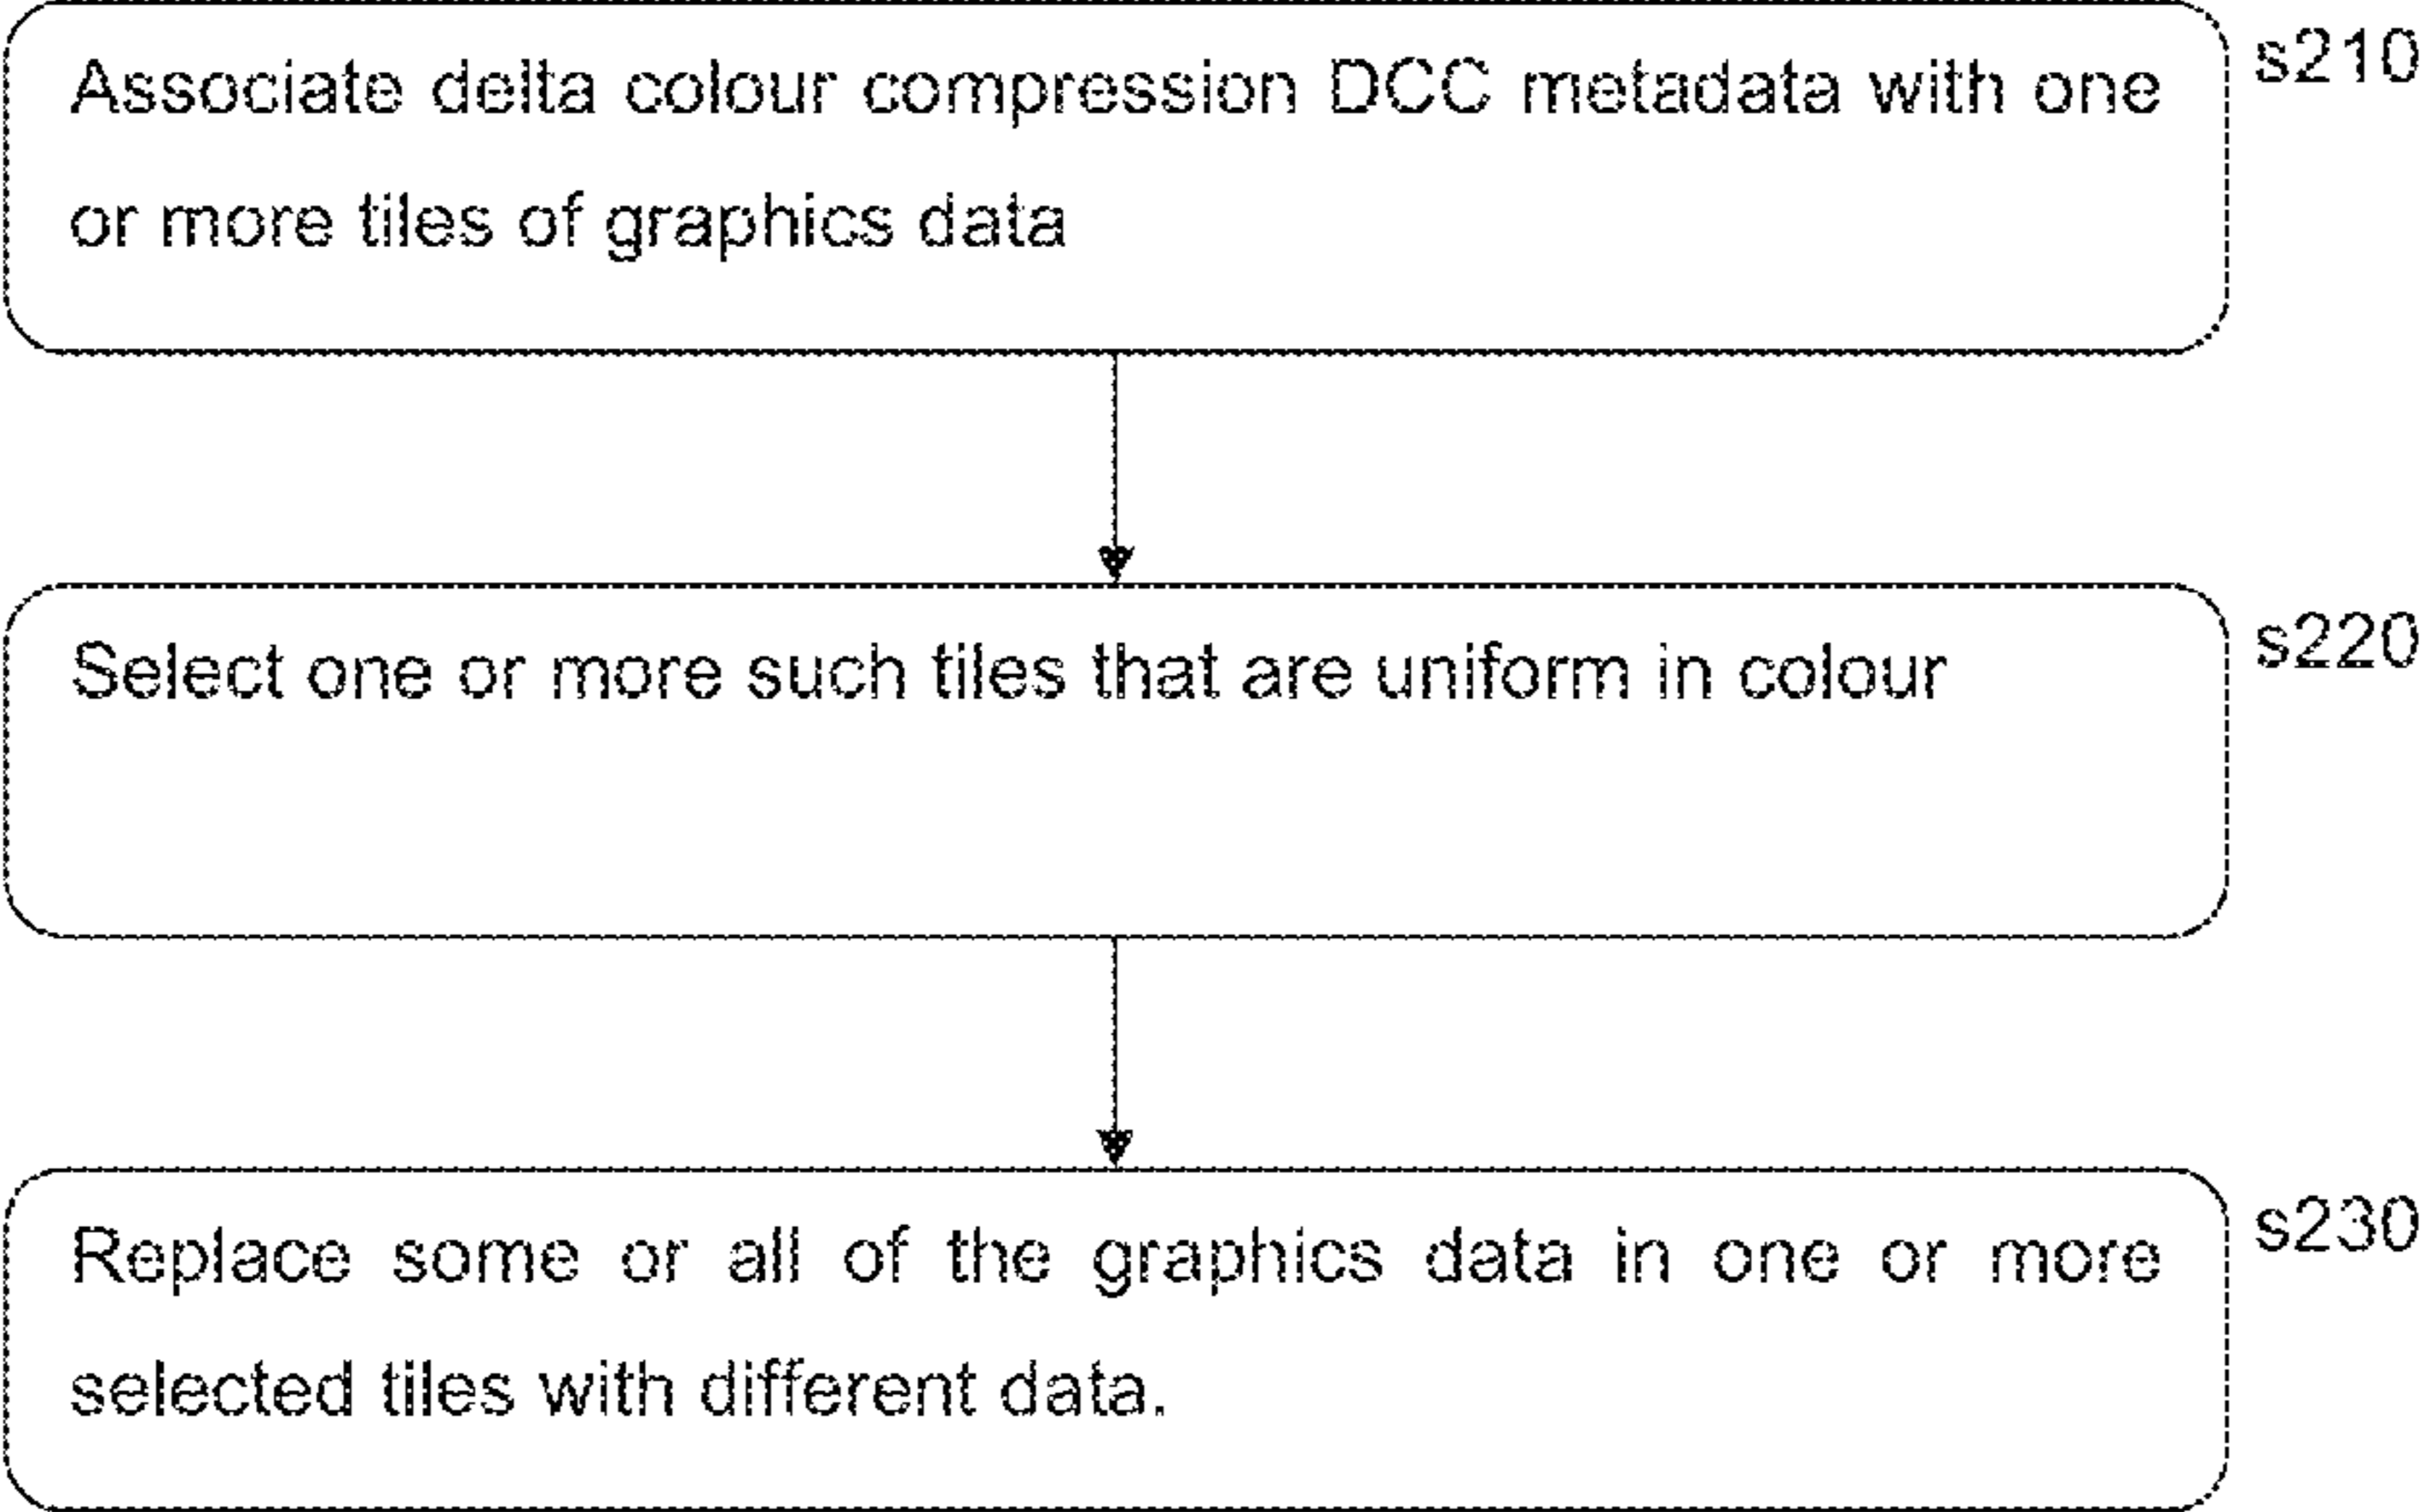 Associate delta colour compression DCC metadata with one
or more tiles of graphics data
s210
Select one or more such tiles that are uniform in colour
s220
Replace some or all of the graphics data in one or more
selected tiles with different data.
s230